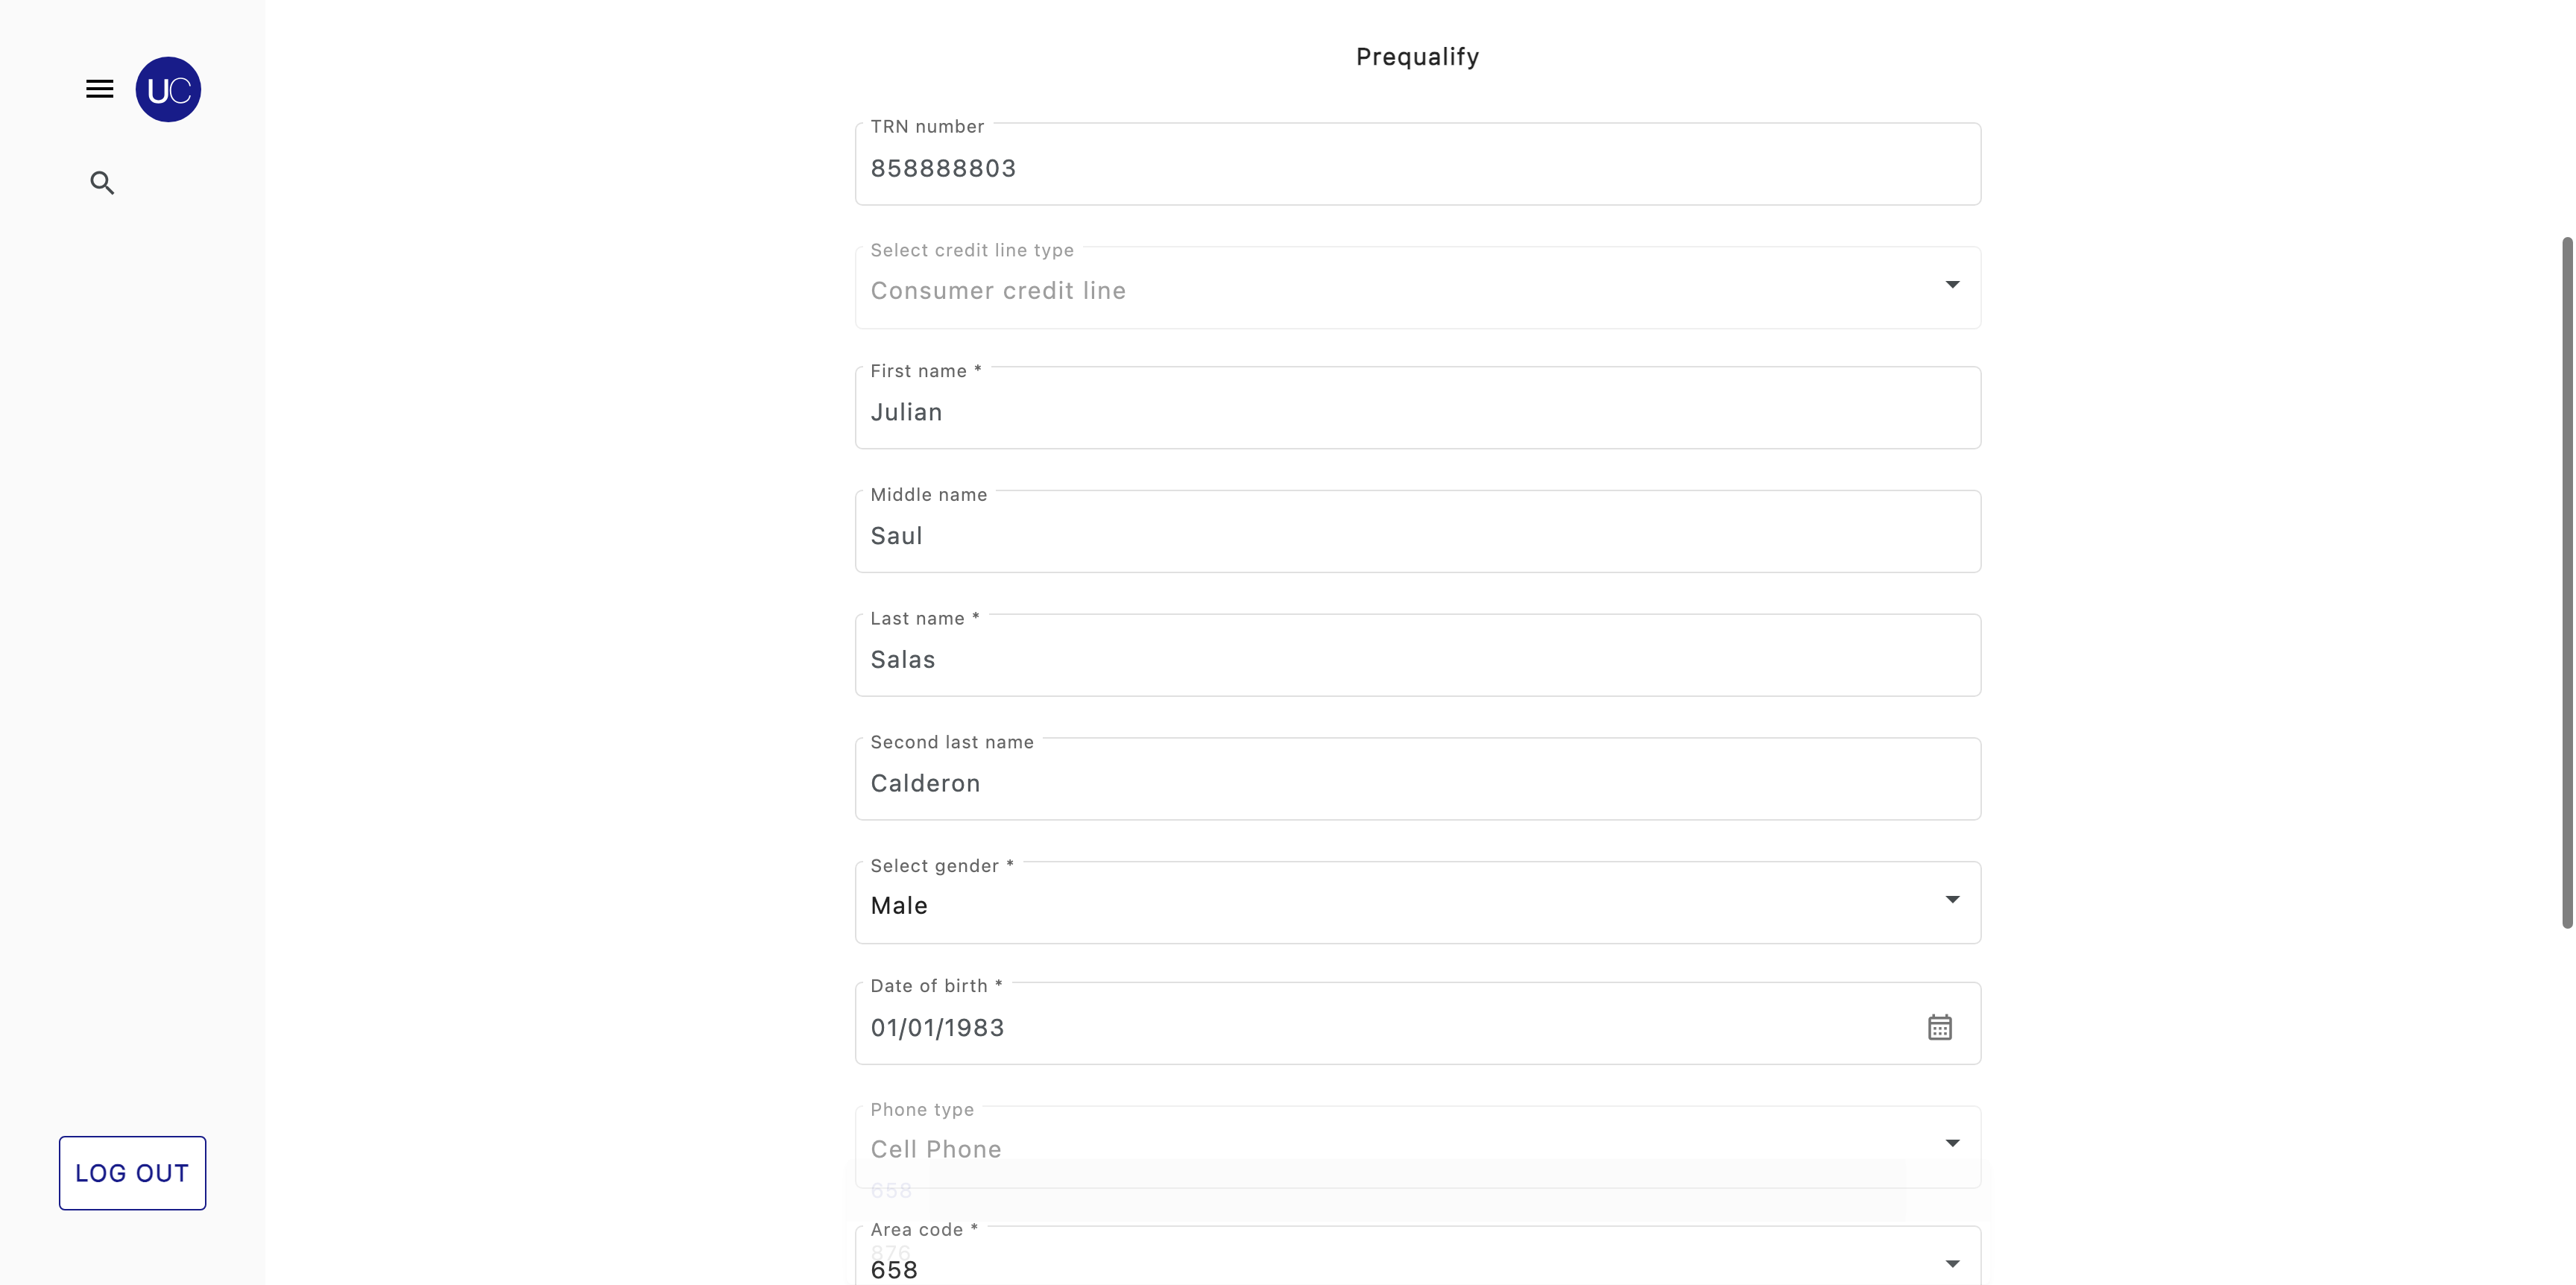 Prequalify
UC
TRN number
858888803
Select credit line type
Consumer credit line
First name *
Julian
Middle name
Saul
Last name *
Salas
Second last name
Calderon
Select gender *
Male
Date of birth *
01/01/1983
Phone type
Cell Phone
658
Area code *
876
658
LOG OUT